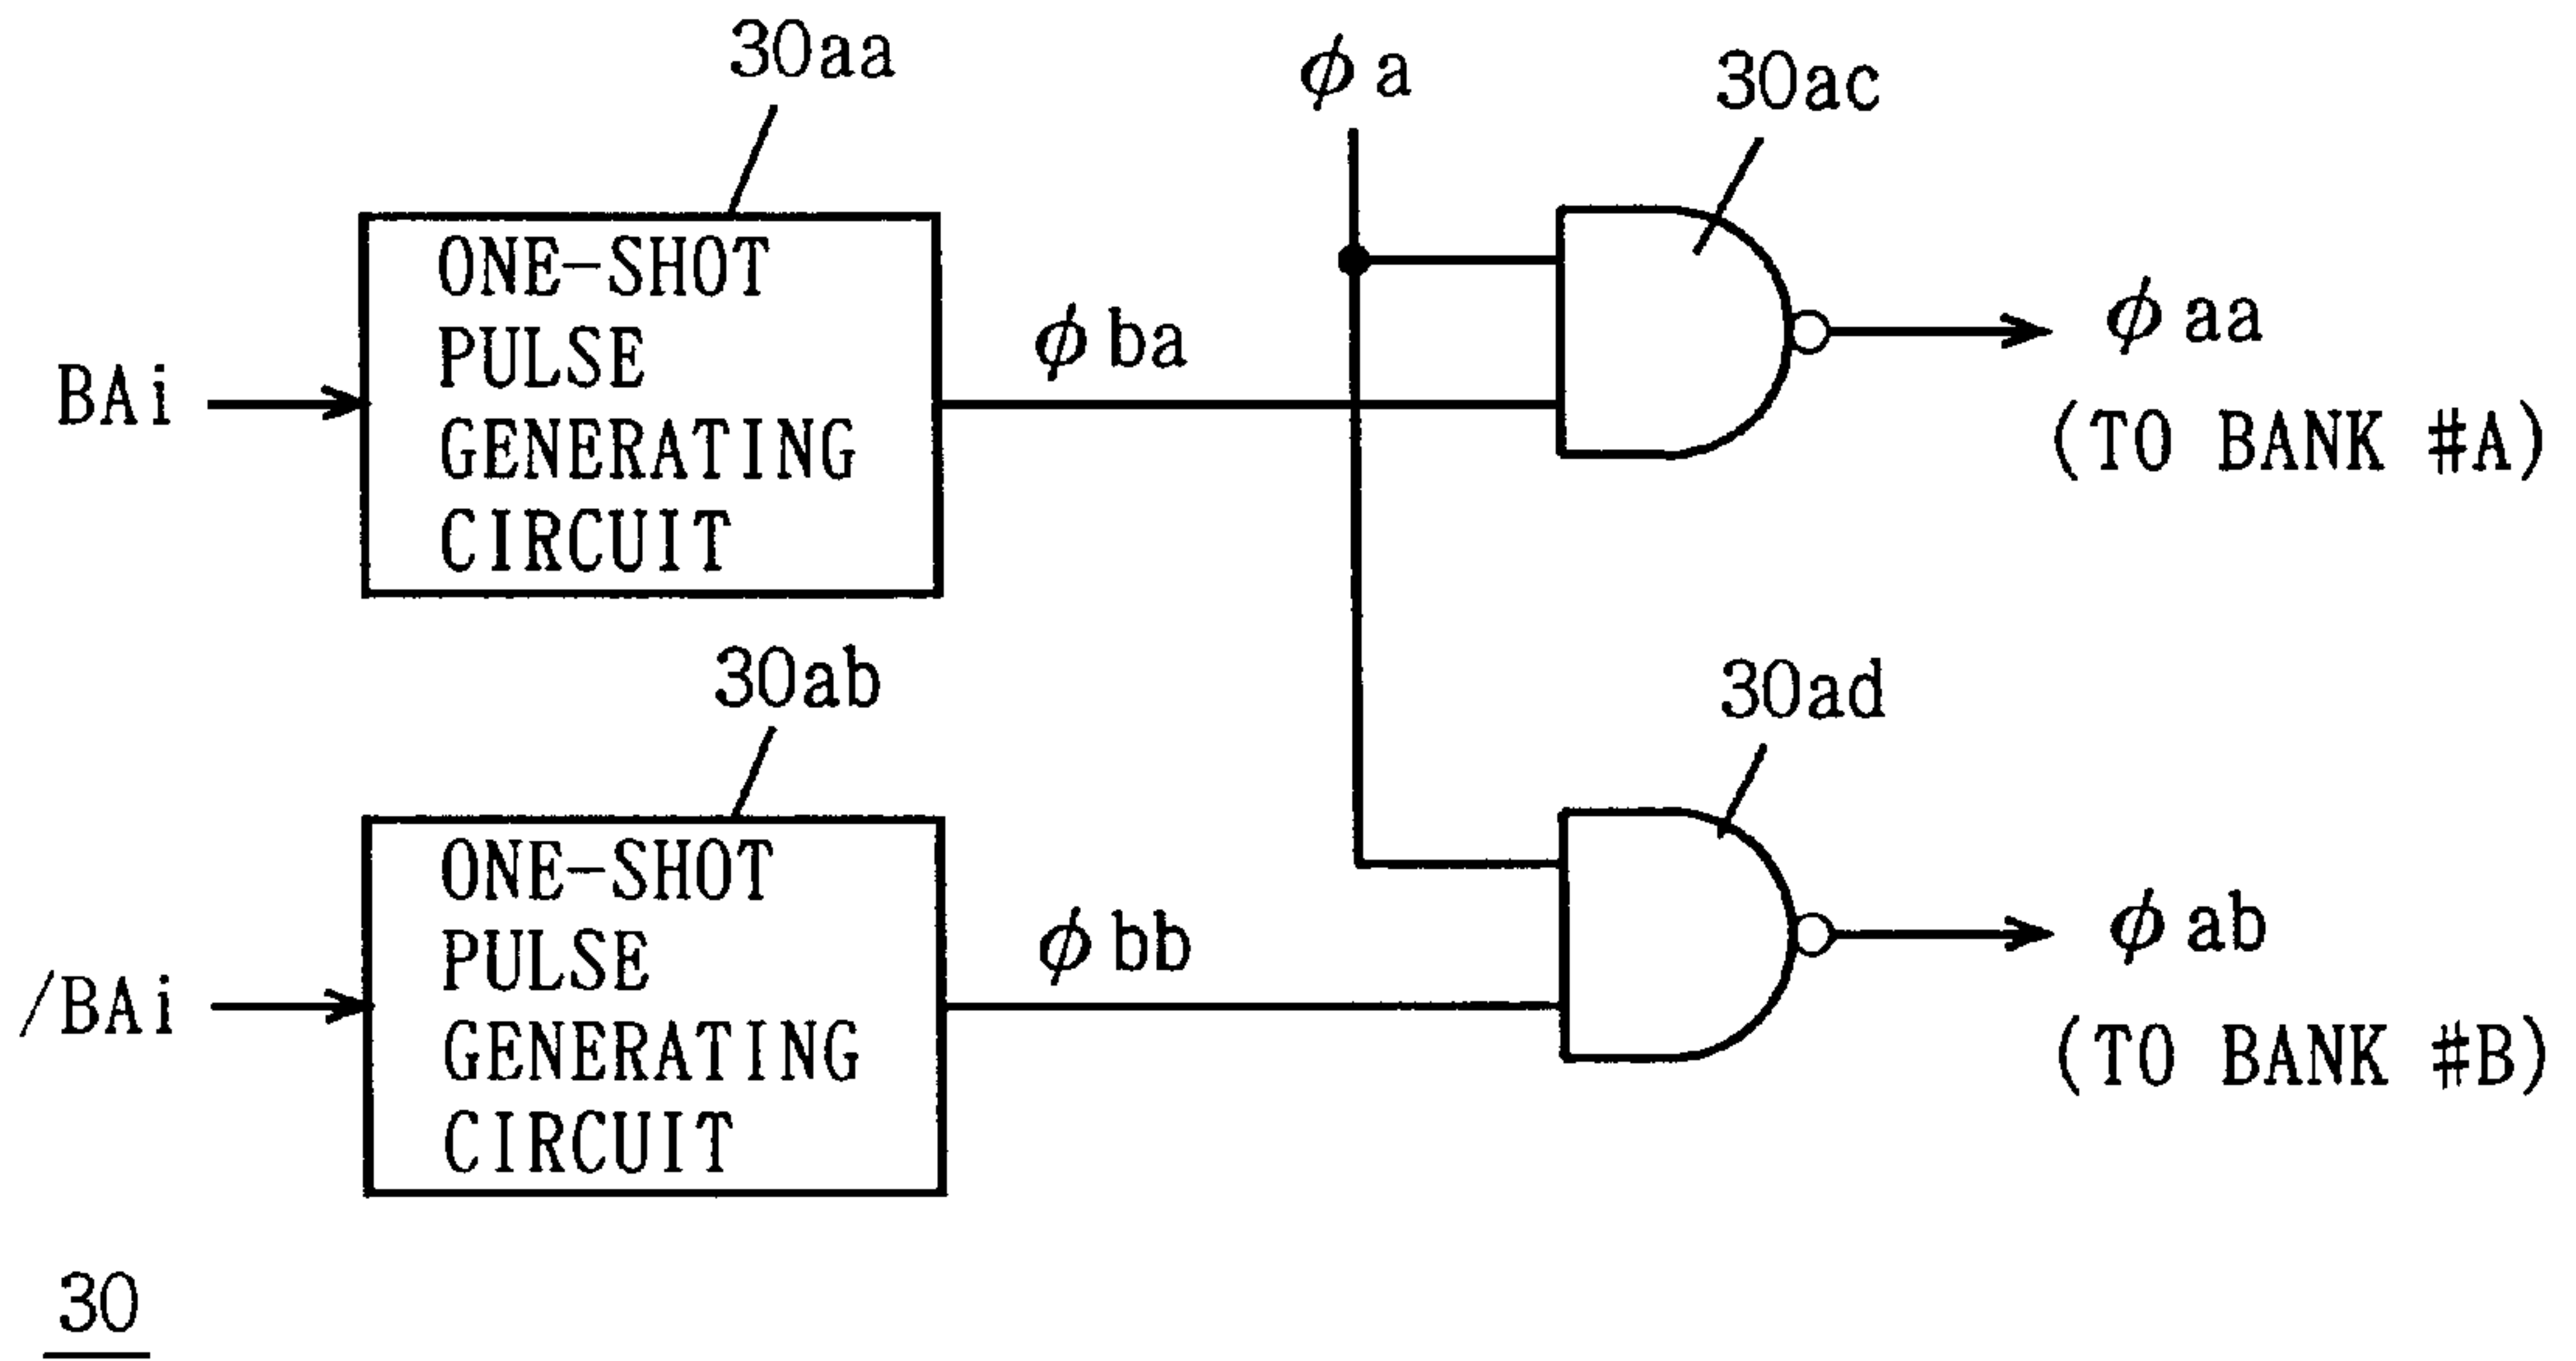 30aa
φa
30ac
BAi
ONE-SHOT
PULSE
GENERATING
CIRCUIT
φba
φaa
(TO BANK #A)
30ab
30ad
/BAi
ONE-SHOT
PULSE
GENERATING
CIRCUIT
φbb
φab
(TO BANK #B)
30